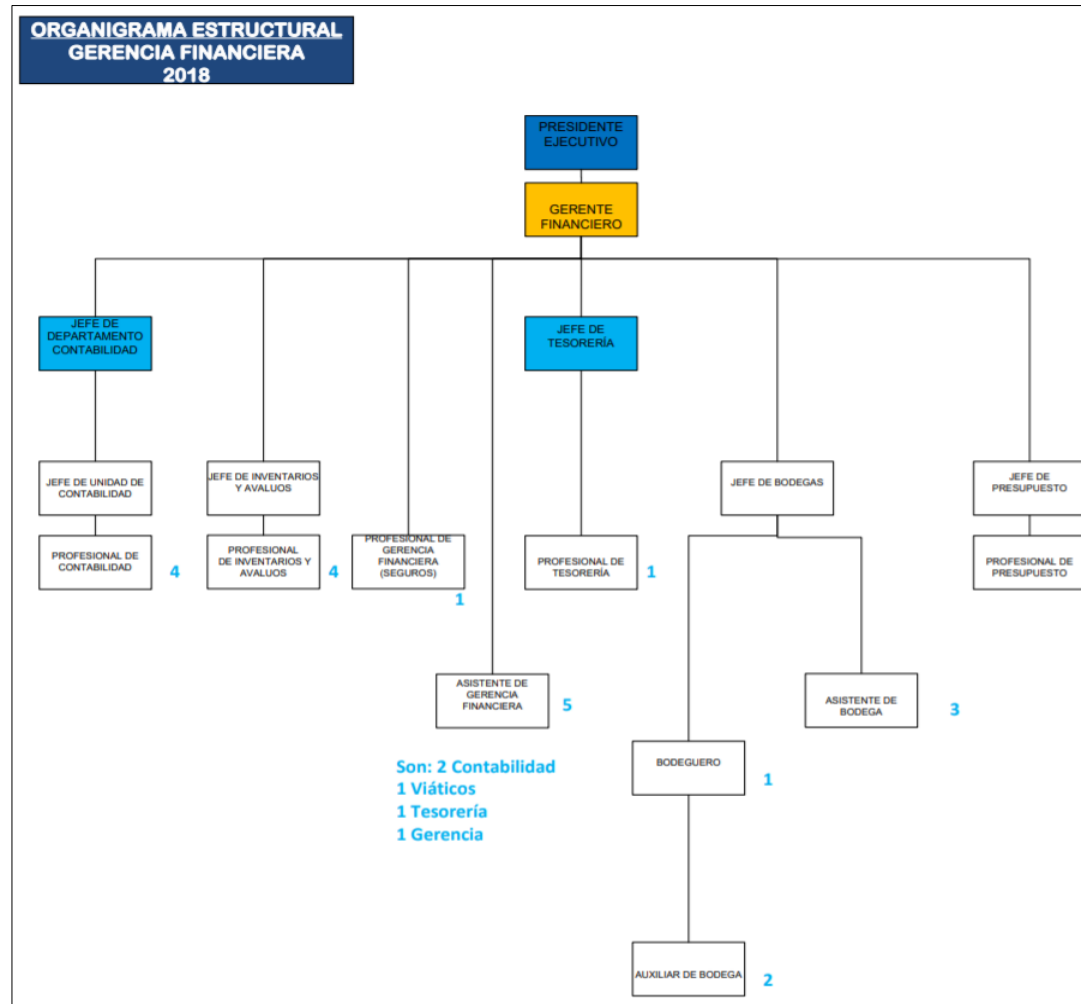 ORGANIGRAMA ESTRUCTURAL
GERENCIA FINANCIERA
2018
PRESIDENTE
EJECUTIVO
GERENTE
FINANCIERO
JEFE DE
DEPARTAMENTO
CONTABILIDAD
JEFE DE
TESORERÍA
JEFE DE UNIDAD DE
CONTABILIDAD
JEFE DE INVENTARIOS
Y AVALUOS
JEFE DE BODEGAS
JEFE DE
PRESUPUESTO
PROFESIONAL DE
CONTABILIDAD
4
PROFESIONAL
DE INVENTARIOS Y
AVALUOS
4
PROFESIONAL DE
GERENCIA
FINANCIERA
(SEGUROS)
1
PROFESIONAL DE
TESORERÍA
1
PROFESIONAL DE
PRESUPUESTO
ASISTENTE DE
GERENCIA
FINANCIERA
5
ASISTENTE DE
BODEGA
3
Son: 2 Contabilidad
1 Viáticos
1 Tesorería
1 Gerencia
BODEGUERO
1
AUXILIAR DE BODEGA
2